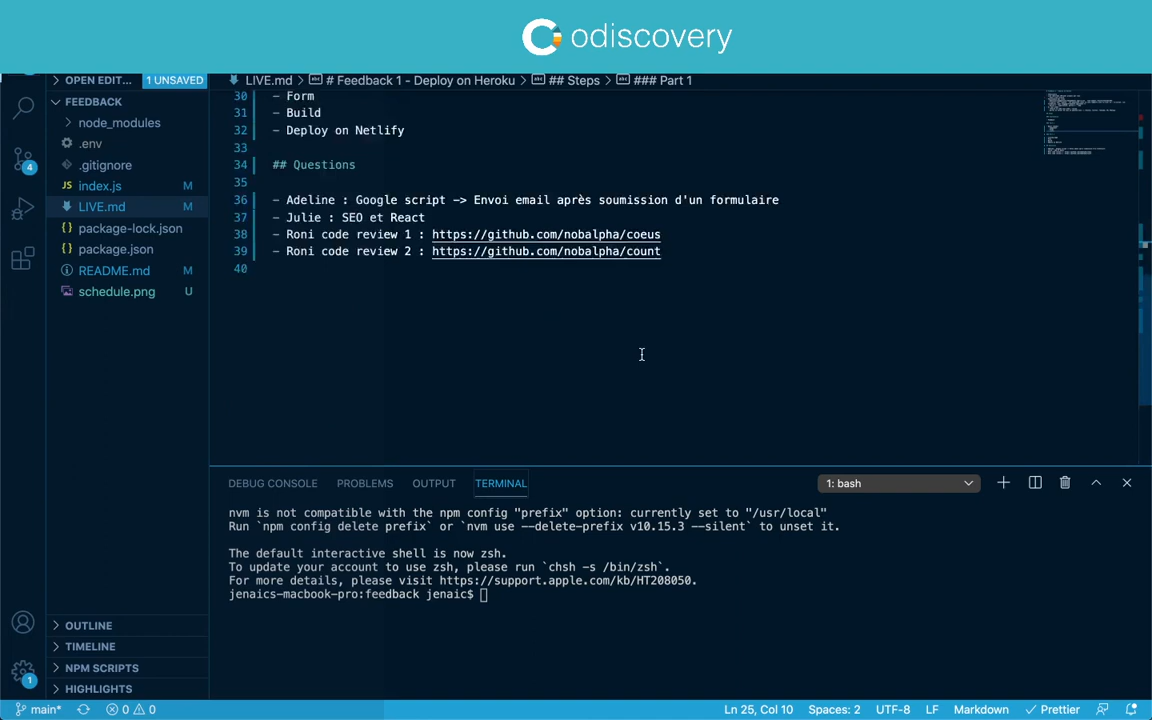 Codiscovery
OPEN EDIT... 1 UNSAVED
LIVE.md > # Feedback 1 - Deploy on Heroku > ## Steps > ### Part 1
FEEDBACK
node_modules
.env
.gitignore
JS index.js M
LIVE.md M
{} package-lock.json
{} package.json
README.md M
schedule.png U
30 - Form
31 - Build
32 - Deploy on Netlify
33
34 ## Questions
35
36 - Adeline : Google script -> Envoi email après soumission d'un formulaire
37 - Julie : SEO et React
38 - Roni code review 1 : https://github.com/nobalpha/coeus
39 - Roni code review 2 : https://github.com/nobalpha/count
40
4
DEBUG CONSOLE PROBLEMS OUTPUT TERMINAL 1: bash
nvm is not compatible with the npm config "prefix" option: currently set to "/usr/local"
Run `npm config delete prefix` or `nvm use --delete-prefix v10.15.3 --silent` to unset it.
The default interactive shell is now zsh.
To update your account to use zsh, please run `chsh -s /bin/zsh`.
For more details, please visit https://support.apple.com/kb/HT208050.
jenaics-macbook-pro:feedback jenaic$
OUTLINE
TIMELINE
NPM SCRIPTS
HIGHLIGHTS
1
main* 0 0 Ln 25, Col 10 Spaces: 2 UTF-8 LF Markdown Prettier